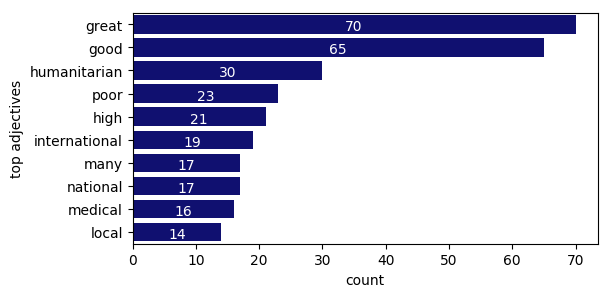 great 70
good 65
humanitarian 30
poor 23
high 21
international 19
many 17
national 17
medical 16
local 14
0 10 20 30 40 50 60 70
count
top adjectives